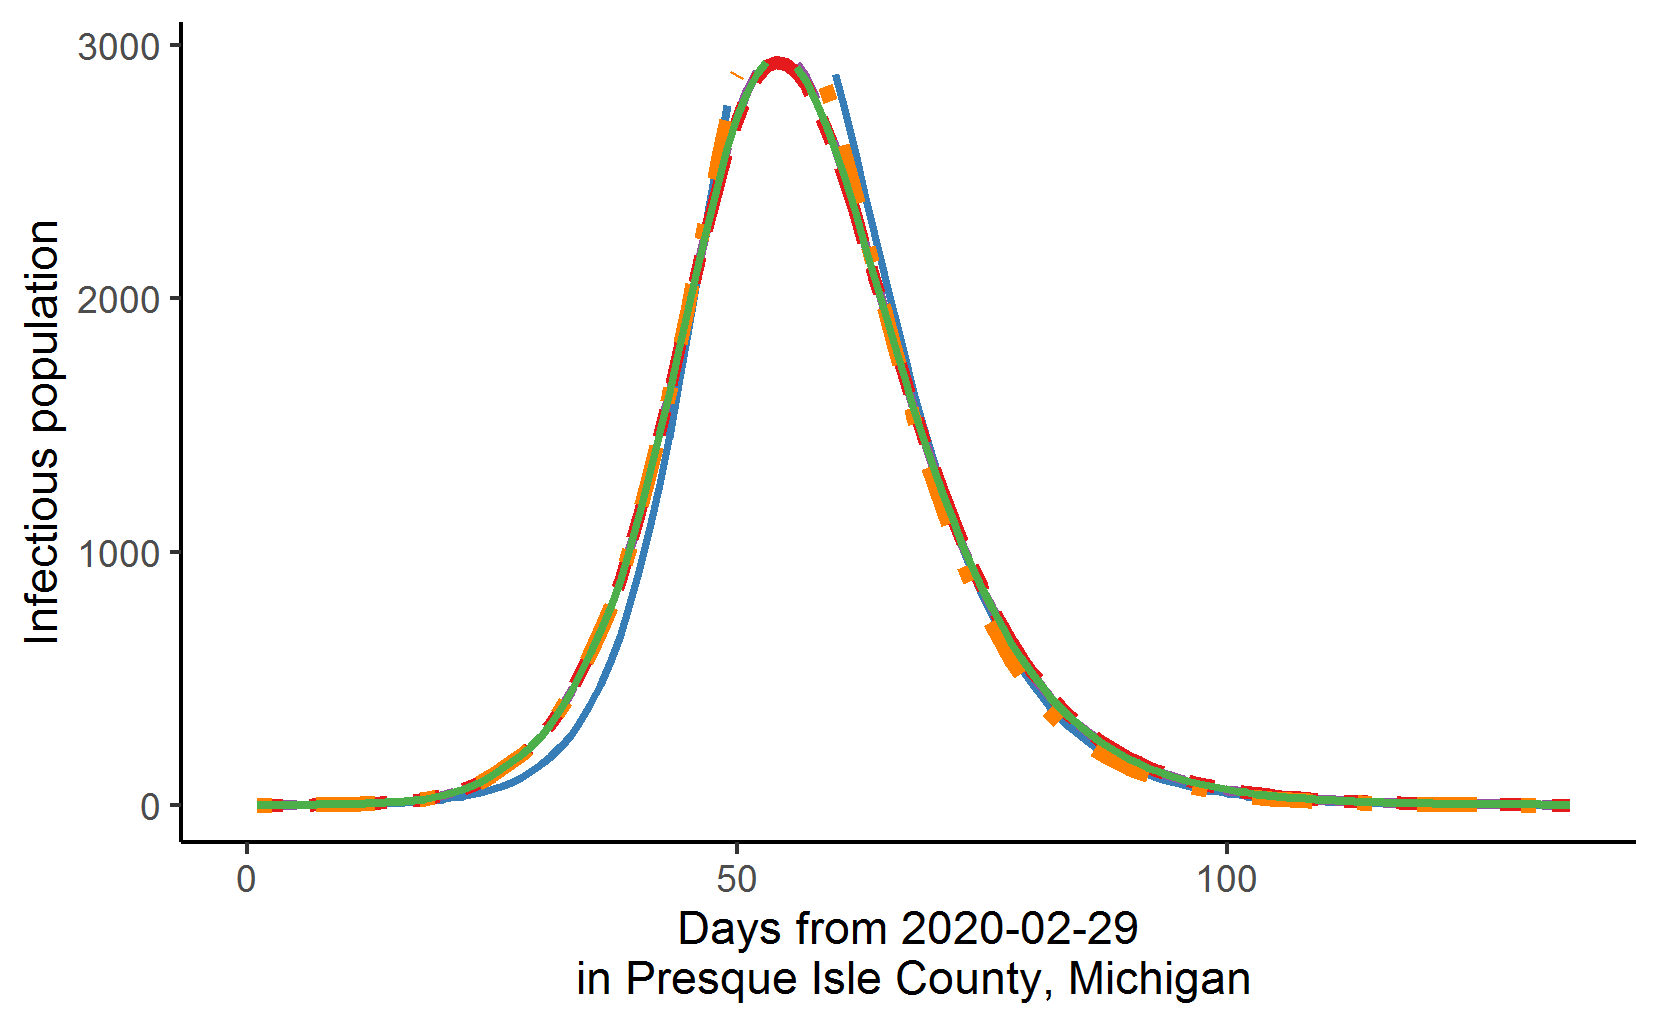 3000
2000
1000
0
Infectious population
0 50 100
Days from 2020-02-29
in Presque Isle County, Michigan